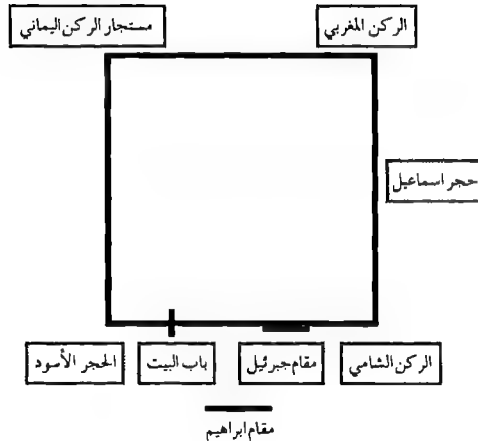 الركن المغربي
مستجار الركن اليماني
حجر اسماعيل
الركن الشامي
مقام جبرئيل
باب البيت
الحجر الأسود
مقام ابراهيم